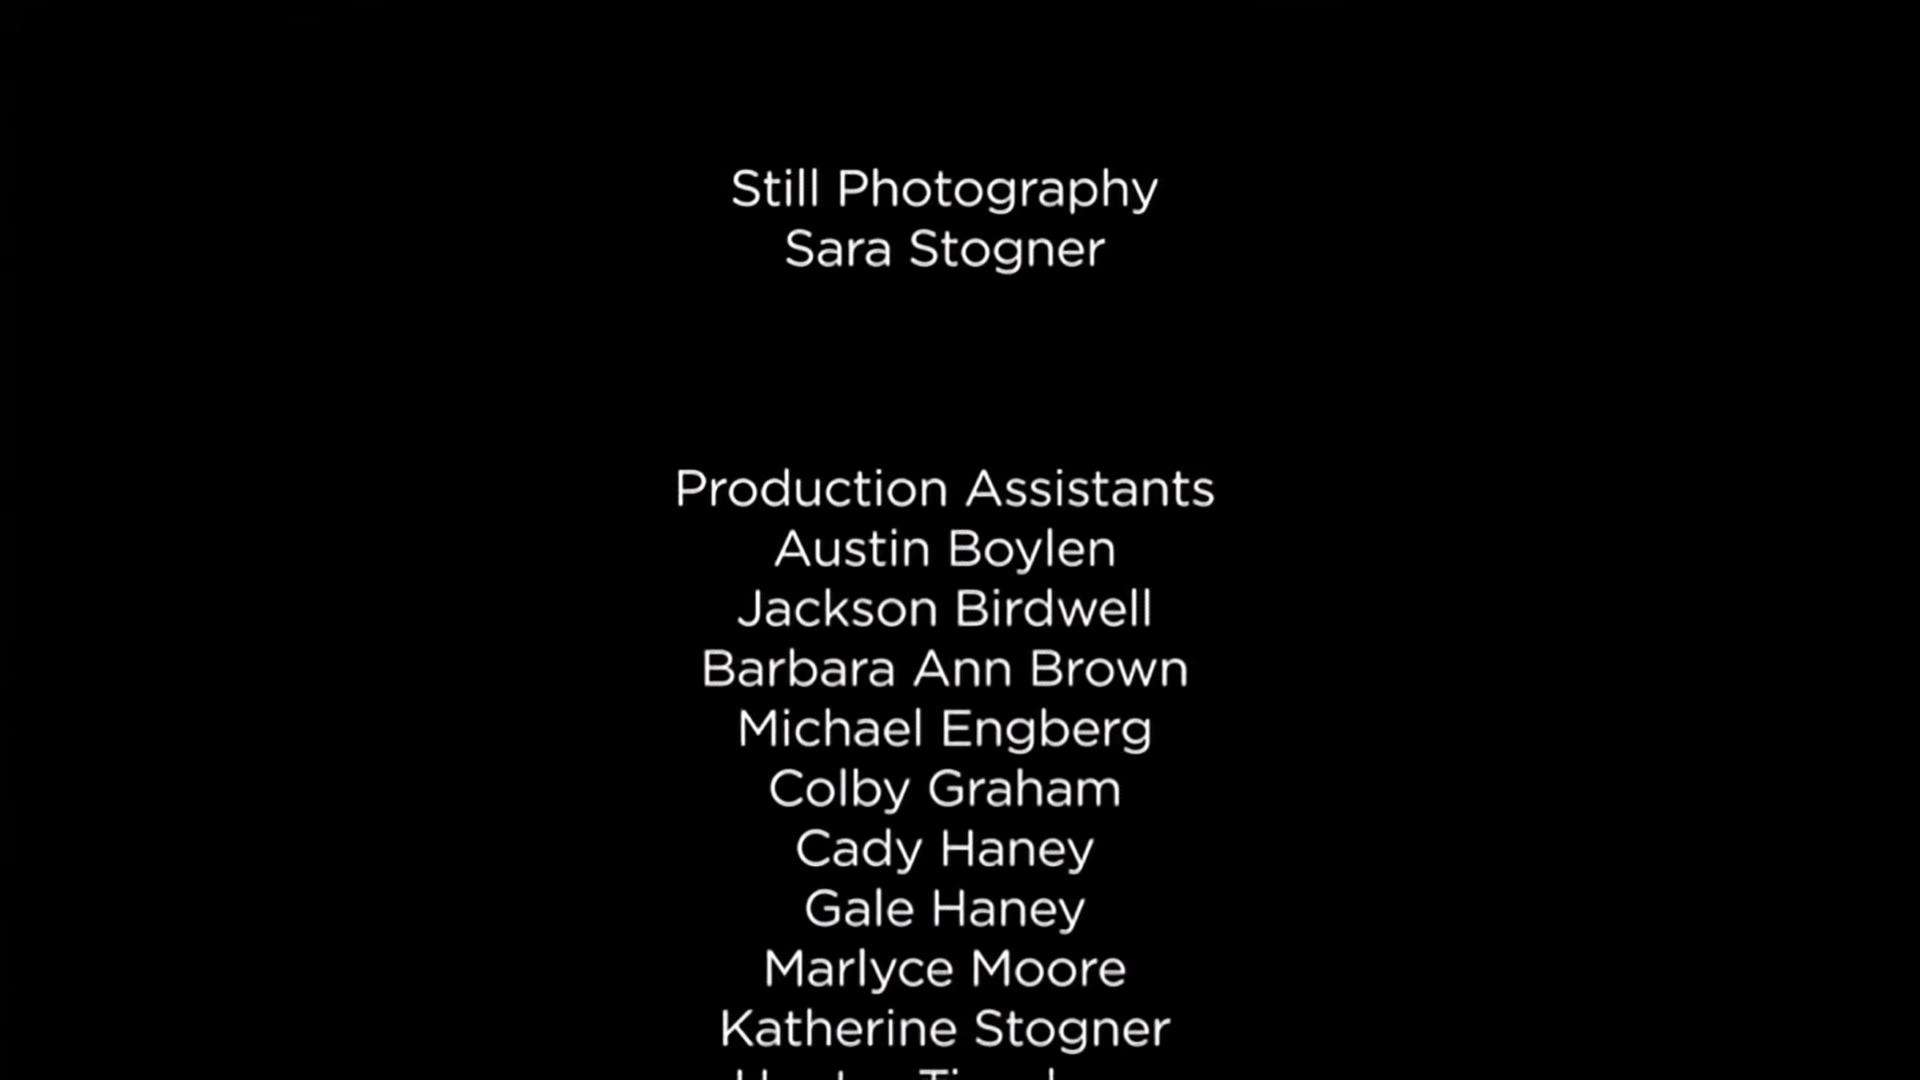 Still Photography
Sara Stogner
Production Assistants
Austin Boylen
Jackson Birdwell
Barbara Ann Brown
Michael Engberg
Colby Graham
Cady Haney
Gale Haney
Marlyce Moore
Katherine Stogner